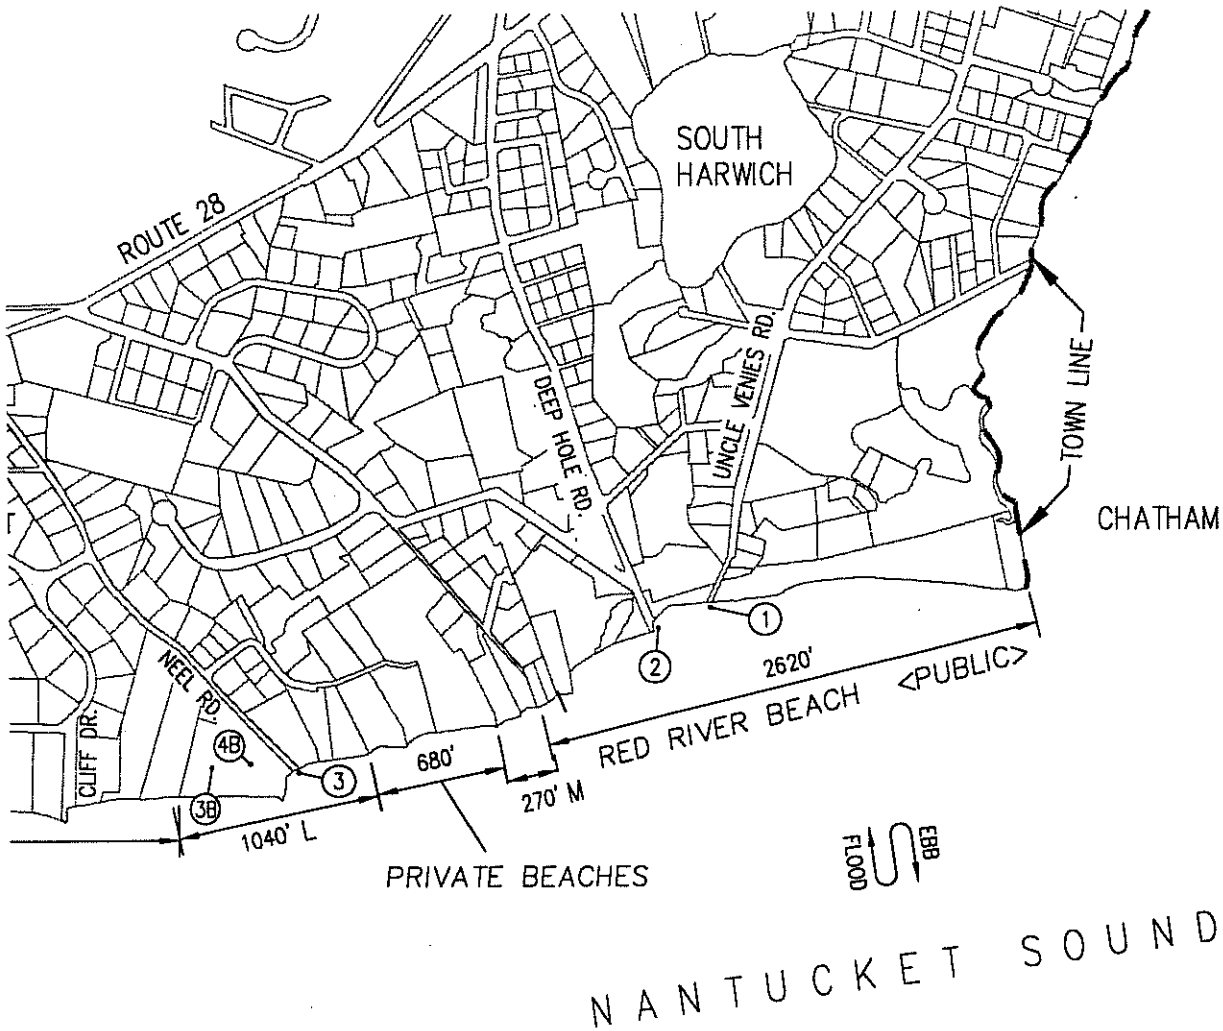 SOUTH
HARWICH
ROUTE 28
TOWN LINE
UNCLE VENIES RD.
DEEP HOLE RD.
CHATHAM
T
1
2
2620'
<PUBLIC>
RED RIVER BEACH
NEEL RD.
CLIFF DR.
4B
3
3B
680'
270' M
1040' L
PRIVATE BEACHES
EBB
FLOOD
NANTUCKET SOUND